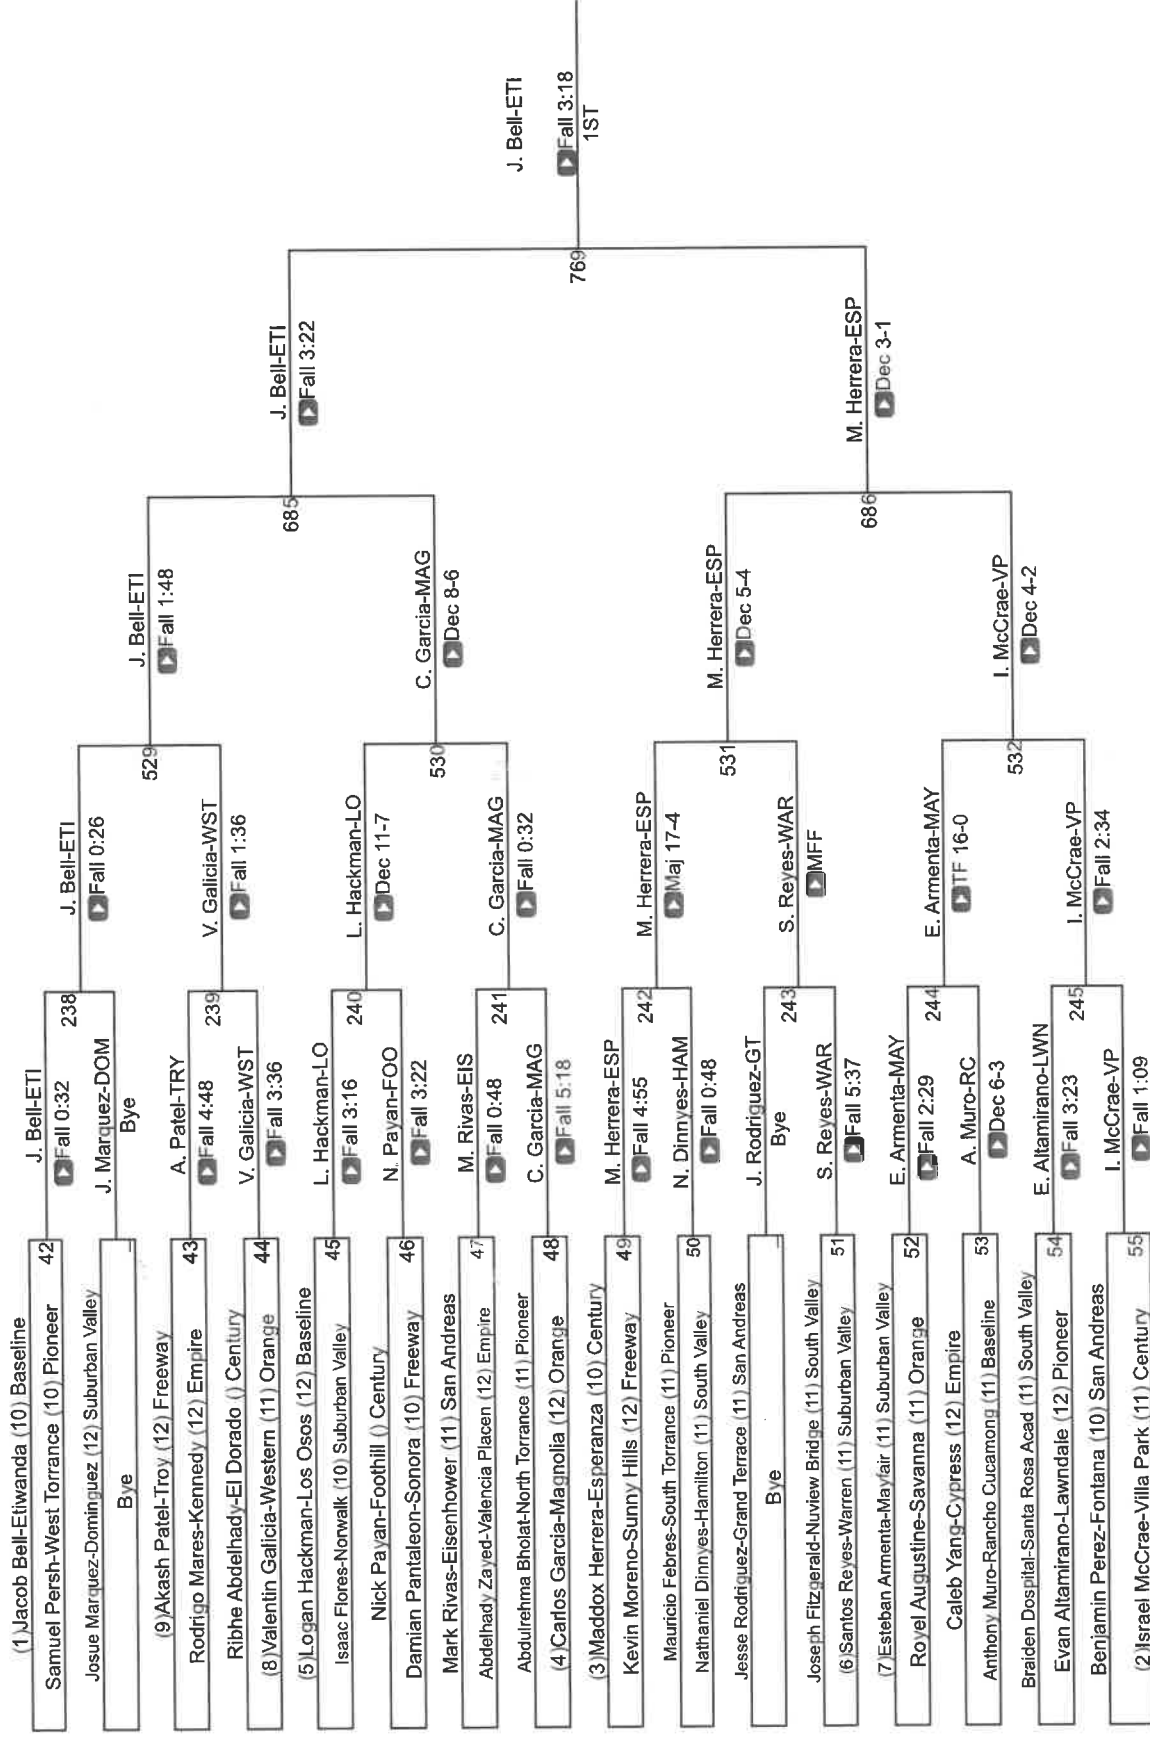 (1)Jacob Bell-Etiwanda (10) Baseline
Samuel Persh-West Torrance (10) Pioneer
42
Josue Marquez-Dominguez (12) Suburban Valley
Bye
(9)Akash Patel-Troy (12) Freeway
Rodrigo Mares-Kennedy (12) Empire
43
Ribhe Abdelhady-El Dorado () Century
(8)Valentin Galicia-Western (11) Orange
44
(5)Logan Hackman-Los Osos (12) Baseline
Isaac Flores-Norwalk (10) Suburban Valley
45
Nick Payan-Foothill () Century
Damian Pantaleon-Sonora (10) Freeway
46
Mark Rivas-Eisenhower (11) San Andreas
Abdelhady Zayed-Valencia Placen (12) Empire
47
Abdulrehma Bholat-North Torrance (11) Pioneer
(4)Carlos Garcia-Magnolia (12) Orange
48
(3)Maddox Herrera-Esperanza (10) Century
Kevin Moreno-Sunny Hills (12) Freeway
49
Mauricio Febres-South Torrance (11) Pioneer
Nathaniel Dinnyes-Hamilton (11) South Valley
50
Jesse Rodriguez-Grand Terrace (11) San Andreas
Bye
Joseph Fitzgerald-Nuview Bridge (11) South Valley
(6)Santos Reyes-Warren (11) Suburban Valley
51
(7)Esteban Armenta-Mayfair (11) Suburban Valley
Royel Augustine-Savanna (11) Orange
52
Caleb Yang-Cypress (12) Empire
Anthony Muro-Rancho Cucamong (11) Baseline
53
Braiden Dospital-Santa Rosa Acad (11) South Valley
Evan Altamirano-Lawndale (12) Pioneer
54
Benjamin Perez-Fontana (10) San Andreas
(2)Israel McCrae-Villa Park (11) Century
55
J. Bell-ETI
Fall 0:32
238
J. Marquez-DOM
Bye
A. Patel-TRY
Fall 4:48
239
V. Galicia-WST
Fall 3:36
L. Hackman-LO
Fall 3:16
240
N. Payan-FOO
Fall 3:22
M. Rivas-EIS
Fall 0:48
241
C. Garcia-MAG
Fall 5:18
M. Herrera-ESP
Fall 4:55
242
N. Dinnyes-HAM
Fall 0:48
J. Rodriguez-GT
Bye
243
S. Reyes-WAR
Fall 5:37
E. Armenta-MAY
Fall 2:29
244
A. Muro-RC
Dec 6-3
E. Altamirano-LWN
Fall 3:23
245
I. McCrae-VP
Fall 1:09
J. Bell-ETI
Fall 0:26
529
V. Galicia-WST
Fall 1:36
L. Hackman-LO
Dec 11-7
530
C. Garcia-MAG
Fall 0:32
M. Herrera-ESP
Maj 17-4
531
S. Reyes-WAR
MFF
E. Armenta-MAY
TF 16-0
532
I. McCrae-VP
Fall 2:34
J. Bell-ETI
Fall 1:48
685
C. Garcia-MAG
Dec 8-6
M. Herrera-ESP
Dec 5-4
686
I. McCrae-VP
Dec 4-2
J. Bell-ETI
Fall 3:22
769
M. Herrera-ESP
Dec 3-1
J. Bell-ETI
Fall 3:18
1ST